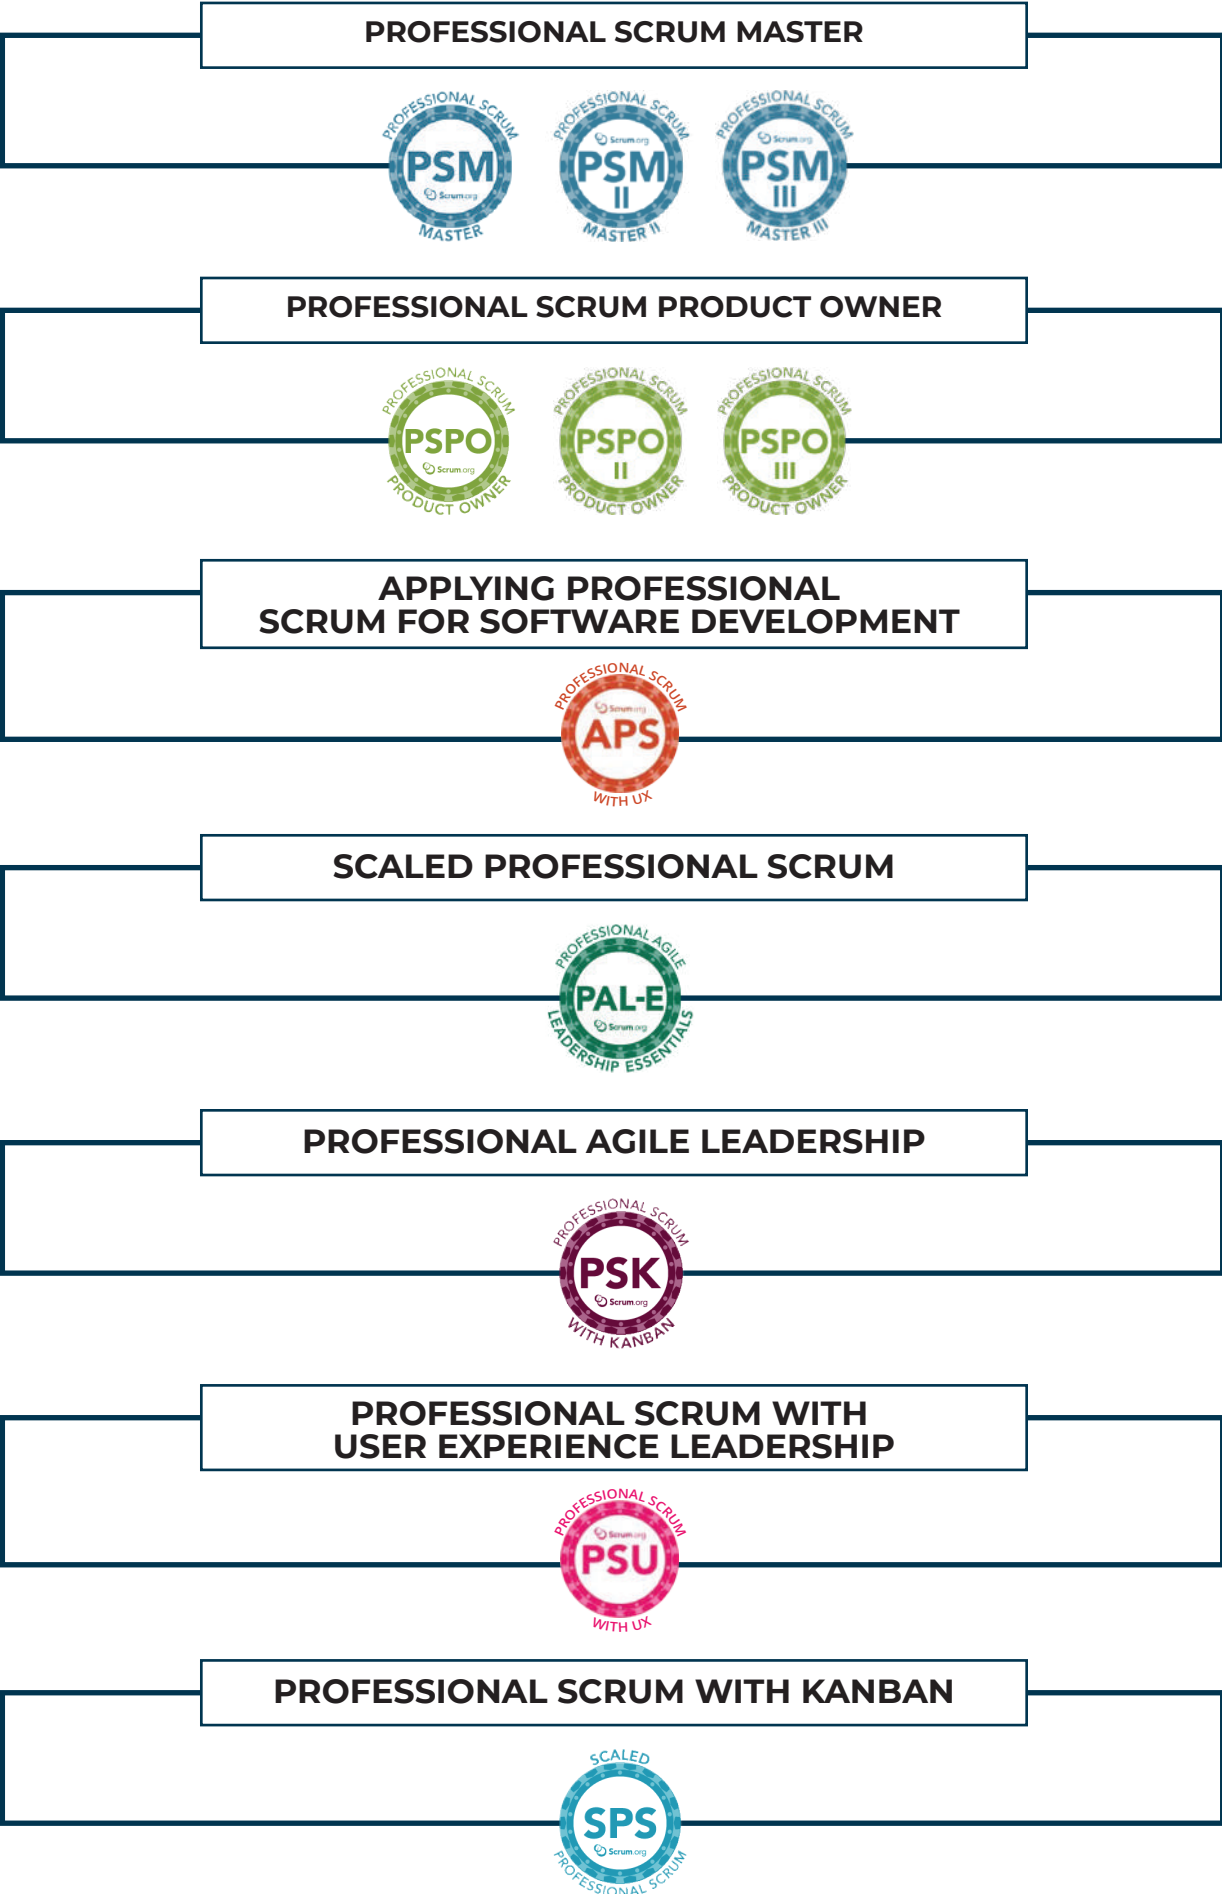 PROFESSIONAL SCRUM MASTER
PROFESSIONAL SCRUM
PSM
Scrum.org
MASTER
PROFESSIONAL SCRUM
Scrum.org
PSM
II
MASTER II
PROFESSIONAL SCRUM
Scrum.org
PSM
III
MASTER III
PROFESSIONAL SCRUM PRODUCT OWNER
PROFESSIONAL SCRUM
PSPO
Scrum.org
PRODUCT OWNER
PROFESSIONAL SCRUM
PSPO
II
PRODUCT OWNER
PROFESSIONAL SCRUM
PSPO
III
PRODUCT OWNER
APPLYING PROFESSIONAL
SCRUM FOR SOFTWARE DEVELOPMENT
PROFESSIONAL SCRUM
Scrum.org
APS
WITH UX
SCALED PROFESSIONAL SCRUM
PROFESSIONAL AGILE
PAL-E
Scrum.org
LEADERSHIP ESSENTIALS
PROFESSIONAL AGILE LEADERSHIP
PROFESSIONAL SCRUM
PSK
Scrum.org
WITH KANBAN
PROFESSIONAL SCRUM WITH
USER EXPERIENCE LEADERSHIP
PROFESSIONAL SCRUM
Scrum.org
PSU
WITH UX
PROFESSIONAL SCRUM WITH KANBAN
SCALED
SPS
Scrum.org
PROFESSIONAL SCRUM